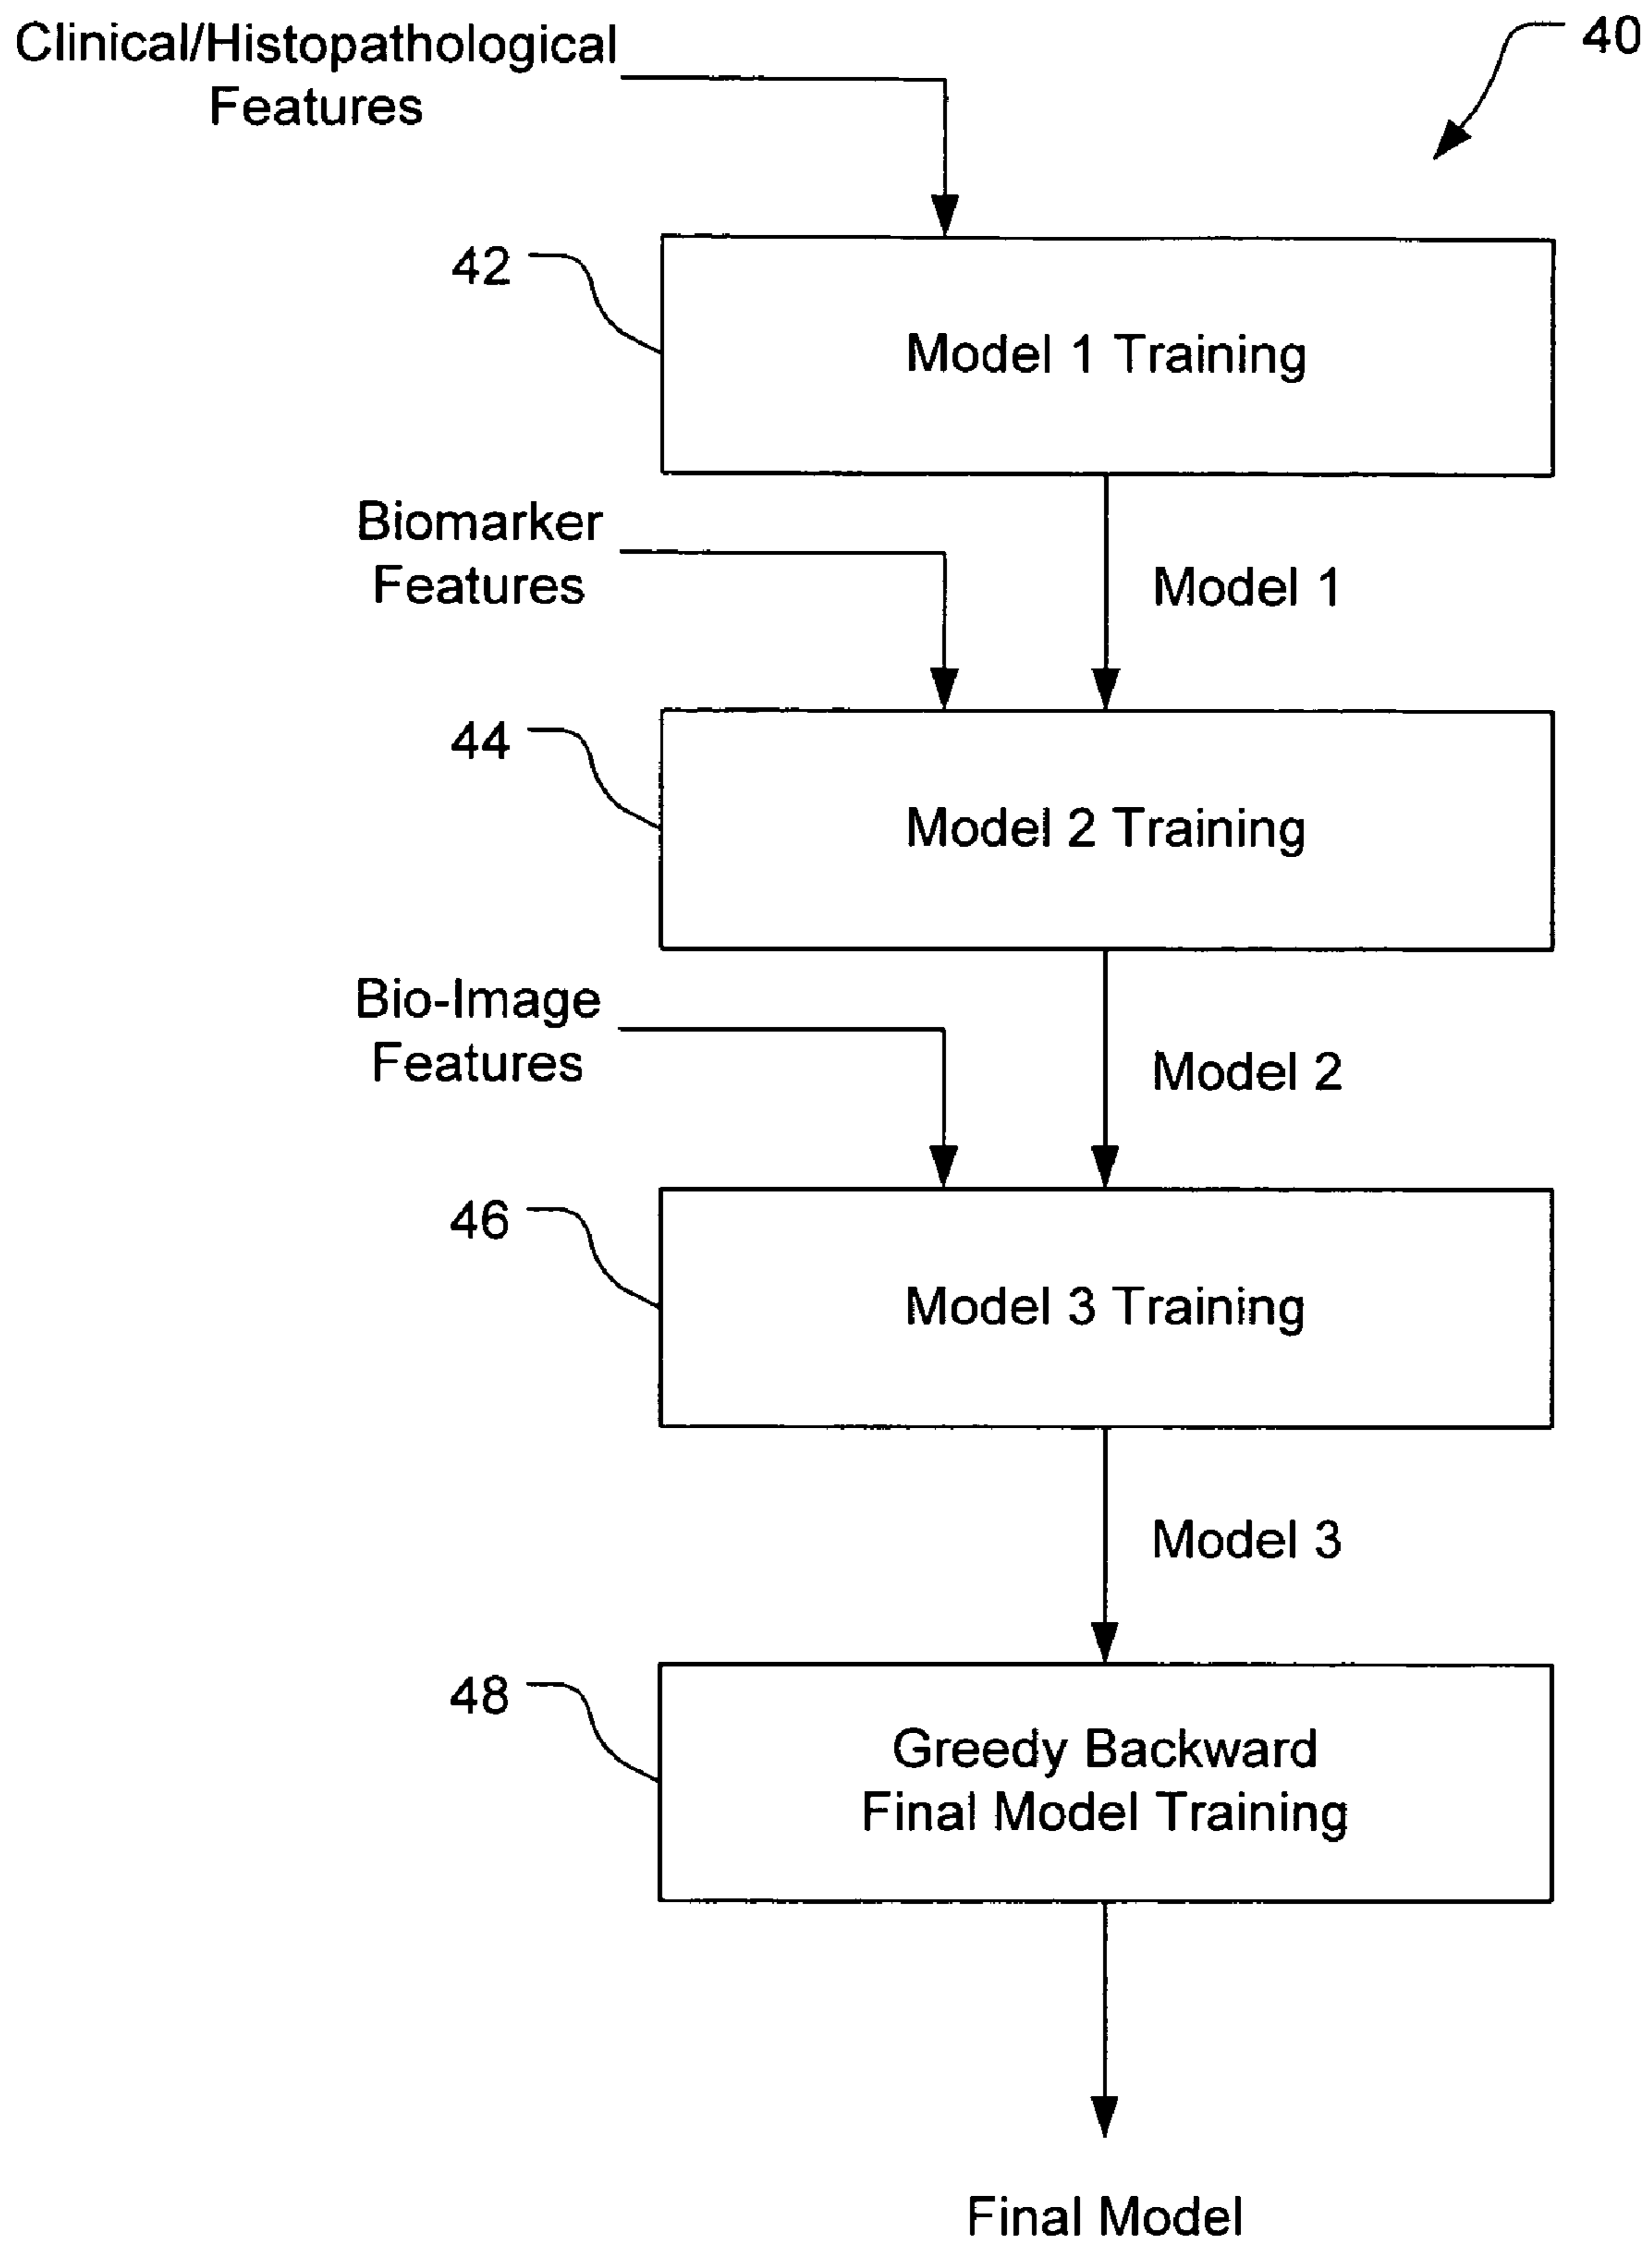 Clinical/Histopathological
Features
40
42
Model 1 Training
Biomarker
Features
Model 1
44
Model 2 Training
Bio-Image
Features
Model 2
46
Model 3 Training
Model 3
48
Greedy Backward
Final Model Training
Final Model